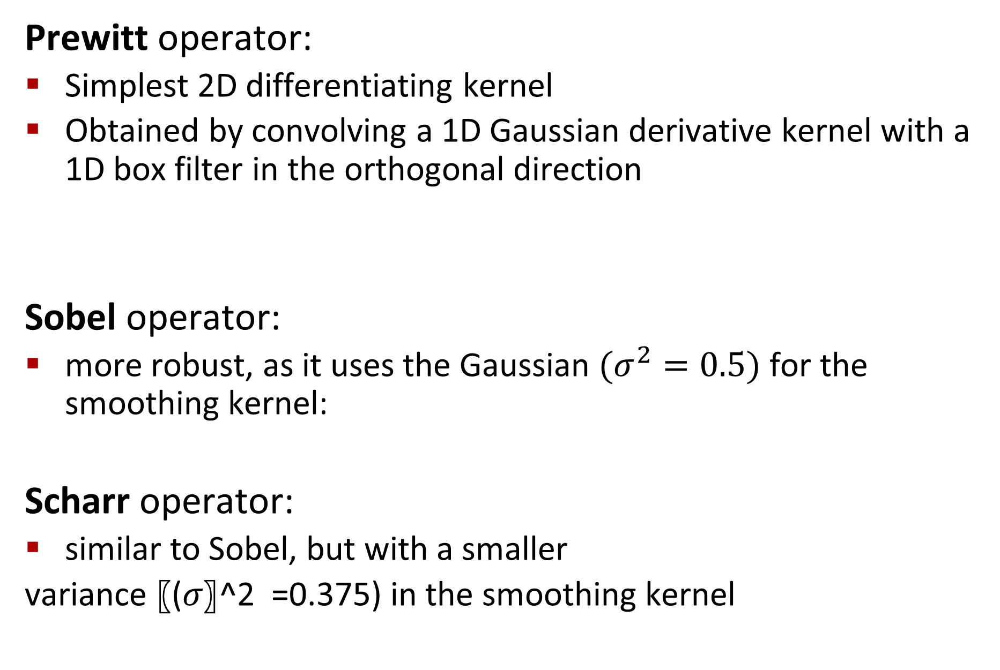 Prewitt operator:
▪ Simplest 2D differentiating kernel
▪ Obtained by convolving a 1D Gaussian derivative kernel with a
1D box filter in the orthogonal direction
Sobel operator:
▪ more robust, as it uses the Gaussian (𝜎² = 0.5) for the
smoothing kernel:
Scharr operator:
▪ similar to Sobel, but with a smaller
variance 〖(𝜎〗^2  =0.375) in the smoothing kernel